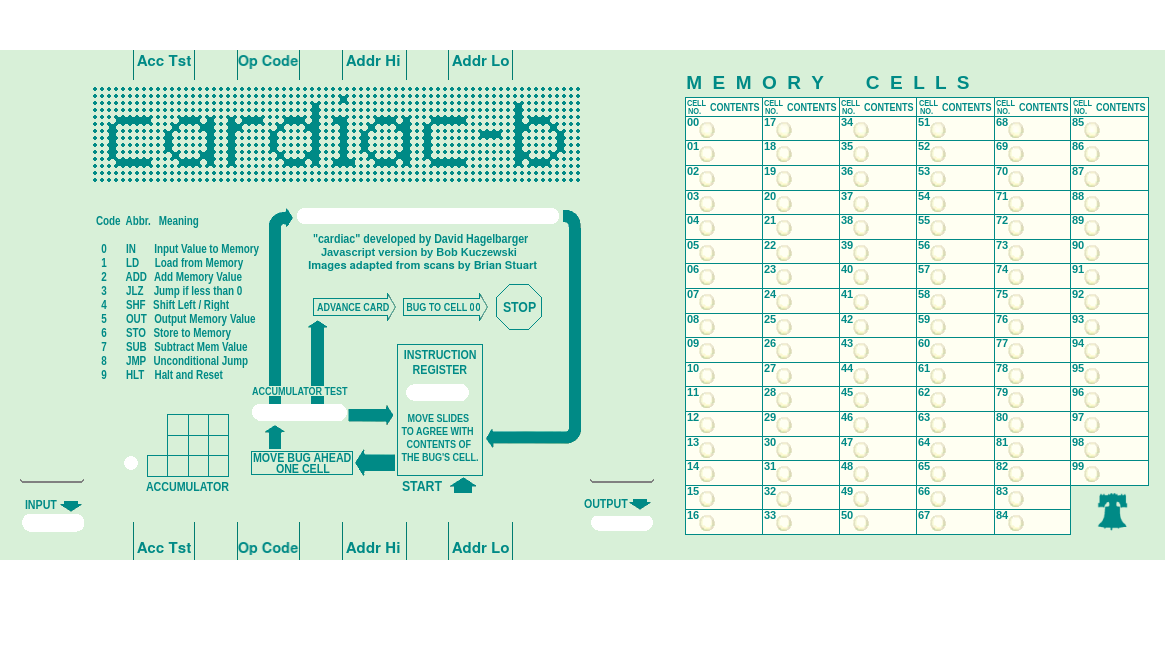 Acc Tst Op Code Addr Hi Addr Lo
cardiac-b
Code Abbr. Meaning
0 IN Input Value to Memory
1 LD Load from Memory
2 ADD Add Memory Value
3 JLZ Jump if less than 0
4 SHF Shift Left / Right
5 OUT Output Memory Value
6 STO Store to Memory
7 SUB Subtract Mem Value
8 JMP Unconditional Jump
9 HLT Halt and Reset
"cardiac" developed by David Hagelbarger
Javascript version by Bob Kuczewski
Images adapted from scans by Brian Stuart
ADVANCE CARD BUG TO CELL 00 STOP
INSTRUCTION
REGISTER
MOVE SLIDES
TO AGREE WITH
CONTENTS OF
THE BUG'S CELL.
ACCUMULATOR TEST
MOVE BUG AHEAD
ONE CELL
START
ACCUMULATOR
INPUT
OUTPUT
Acc Tst Op Code Addr Hi Addr Lo
MEMORY CELLS
CELL NO. CONTENTS CELL NO. CONTENTS CELL NO. CONTENTS CELL NO. CONTENTS CELL NO. CONTENTS CELL NO. CONTENTS
00 17 34 51 68 85
01 18 35 52 69 86
02 19 36 53 70 87
03 20 37 54 71 88
04 21 38 55 72 89
05 22 39 56 73 90
06 23 40 57 74 91
07 24 41 58 75 92
08 25 42 59 76 93
09 26 43 60 77 94
10 27 44 61 78 95
11 28 45 62 79 96
12 29 46 63 80 97
13 30 47 64 81 98
14 31 48 65 82 99
15 32 49 66 83
16 33 50 67 84